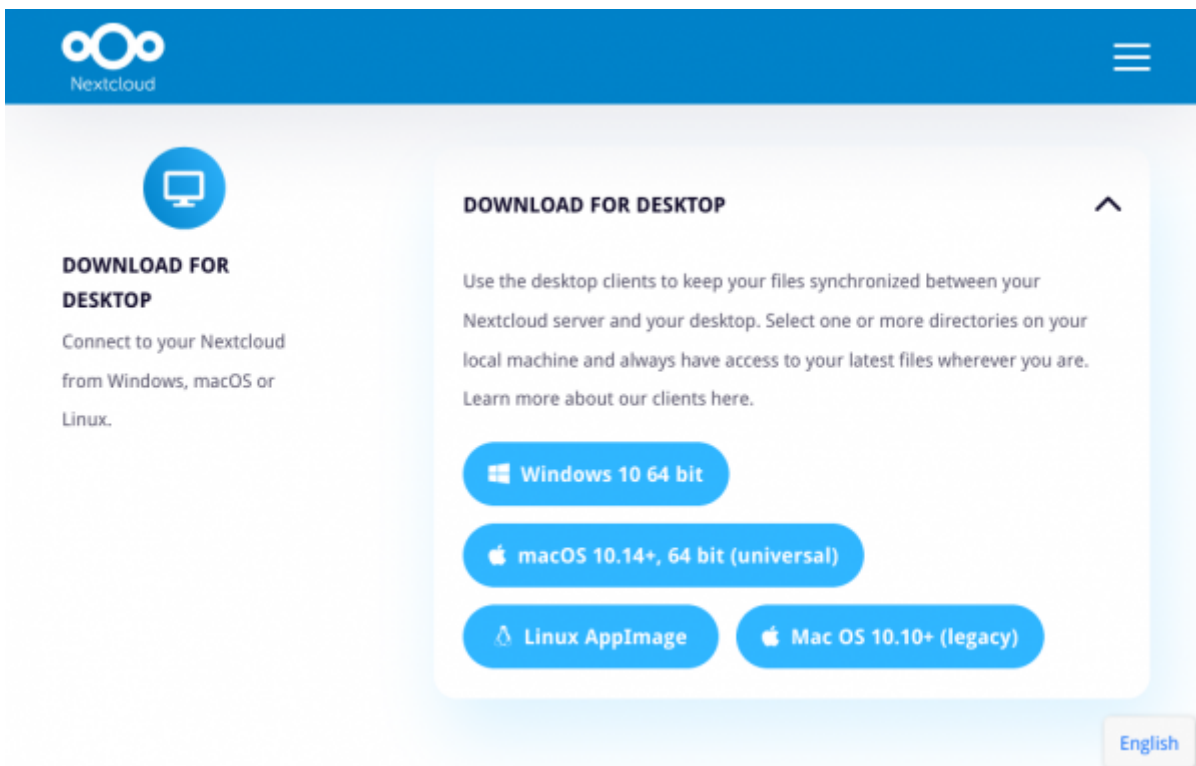 Nextcloud
DOWNLOAD FOR
DESKTOP
Connect to your Nextcloud
from Windows, macOS or
Linux.
DOWNLOAD FOR DESKTOP
Use the desktop clients to keep your files synchronized between your
Nextcloud server and your desktop. Select one or more directories on your
local machine and always have access to your latest files wherever you are.
Learn more about our clients here.
Windows 10 64 bit
macOS 10.14+, 64 bit (universal)
Linux AppImage
Mac OS 10.10+ (legacy)
English